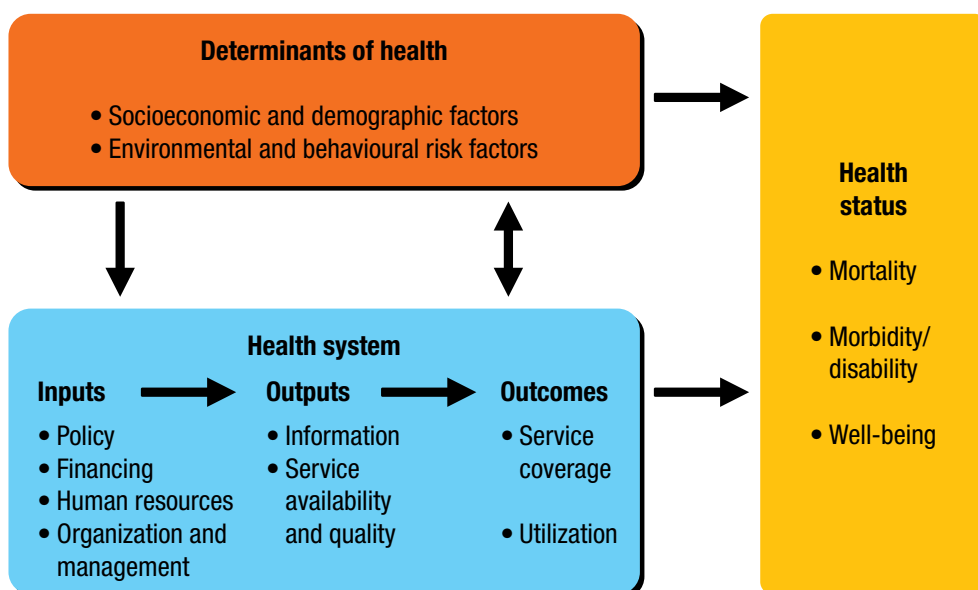 Determinants of health
• Socioeconomic and demographic factors
• Environmental and behavioural risk factors
Health system
Inputs
• Policy
• Financing
• Human resources
• Organization and
management
Outputs
• Information
• Service
availability
and quality
Outcomes
• Service
coverage
• Utilization
Health
status
• Mortality
• Morbidity/
disability
• Well-being